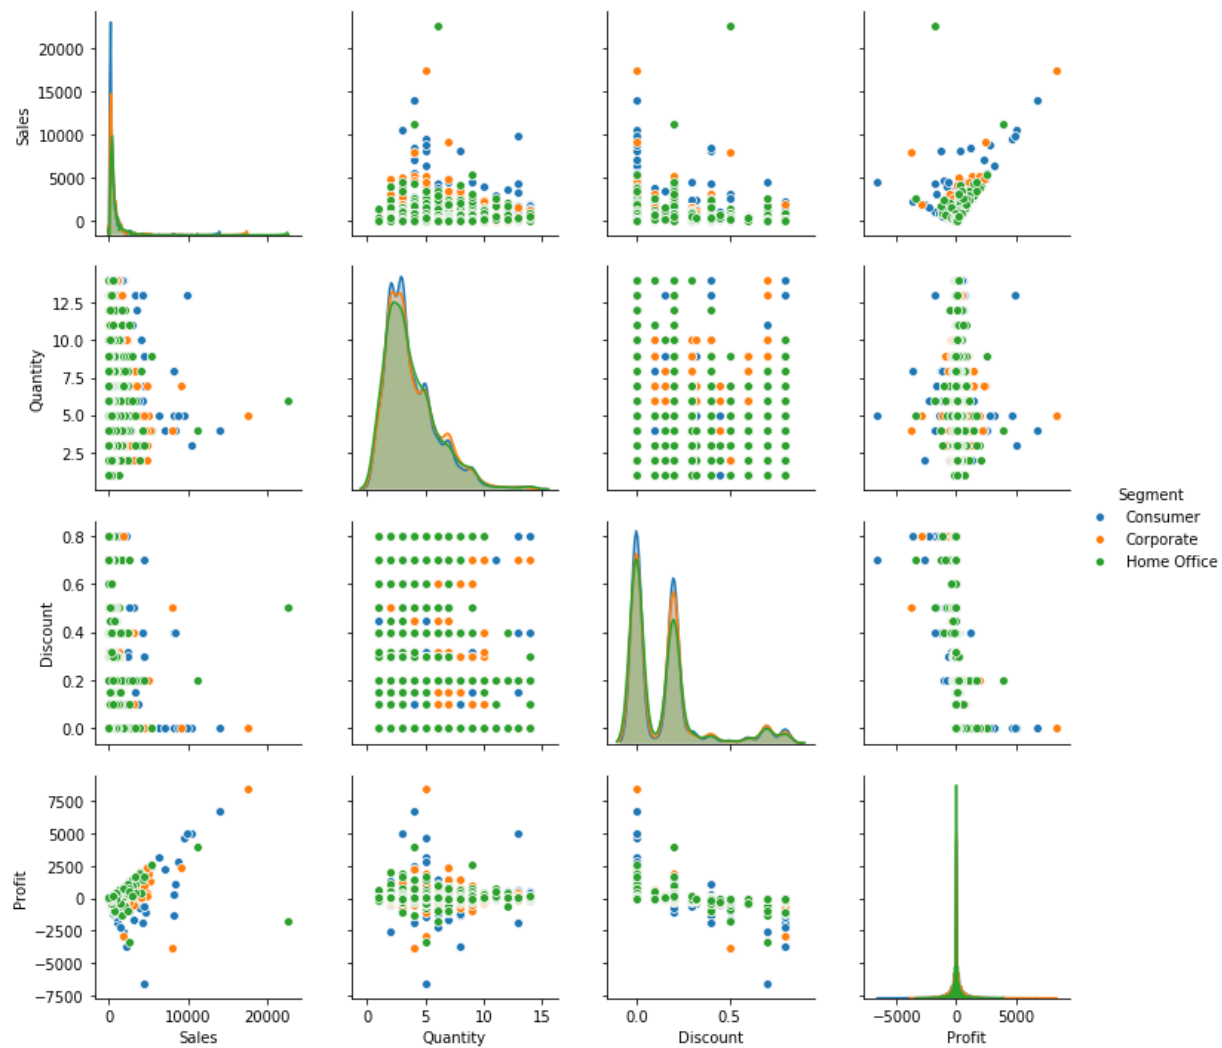 20000
15000
10000
5000
0
Sales
12.5
10.0
7.5
5.0
2.5
Quantity
Segment
Consumer
Corporate
Home Office
0.8
0.6
0.4
0.2
0.0
Discount
7500
5000
2500
0
−2500
−5000
−7500
Profit
0 10000 20000
0 5 10 15
0.0 0.5
−5000 0 5000
Sales Quantity Discount Profit